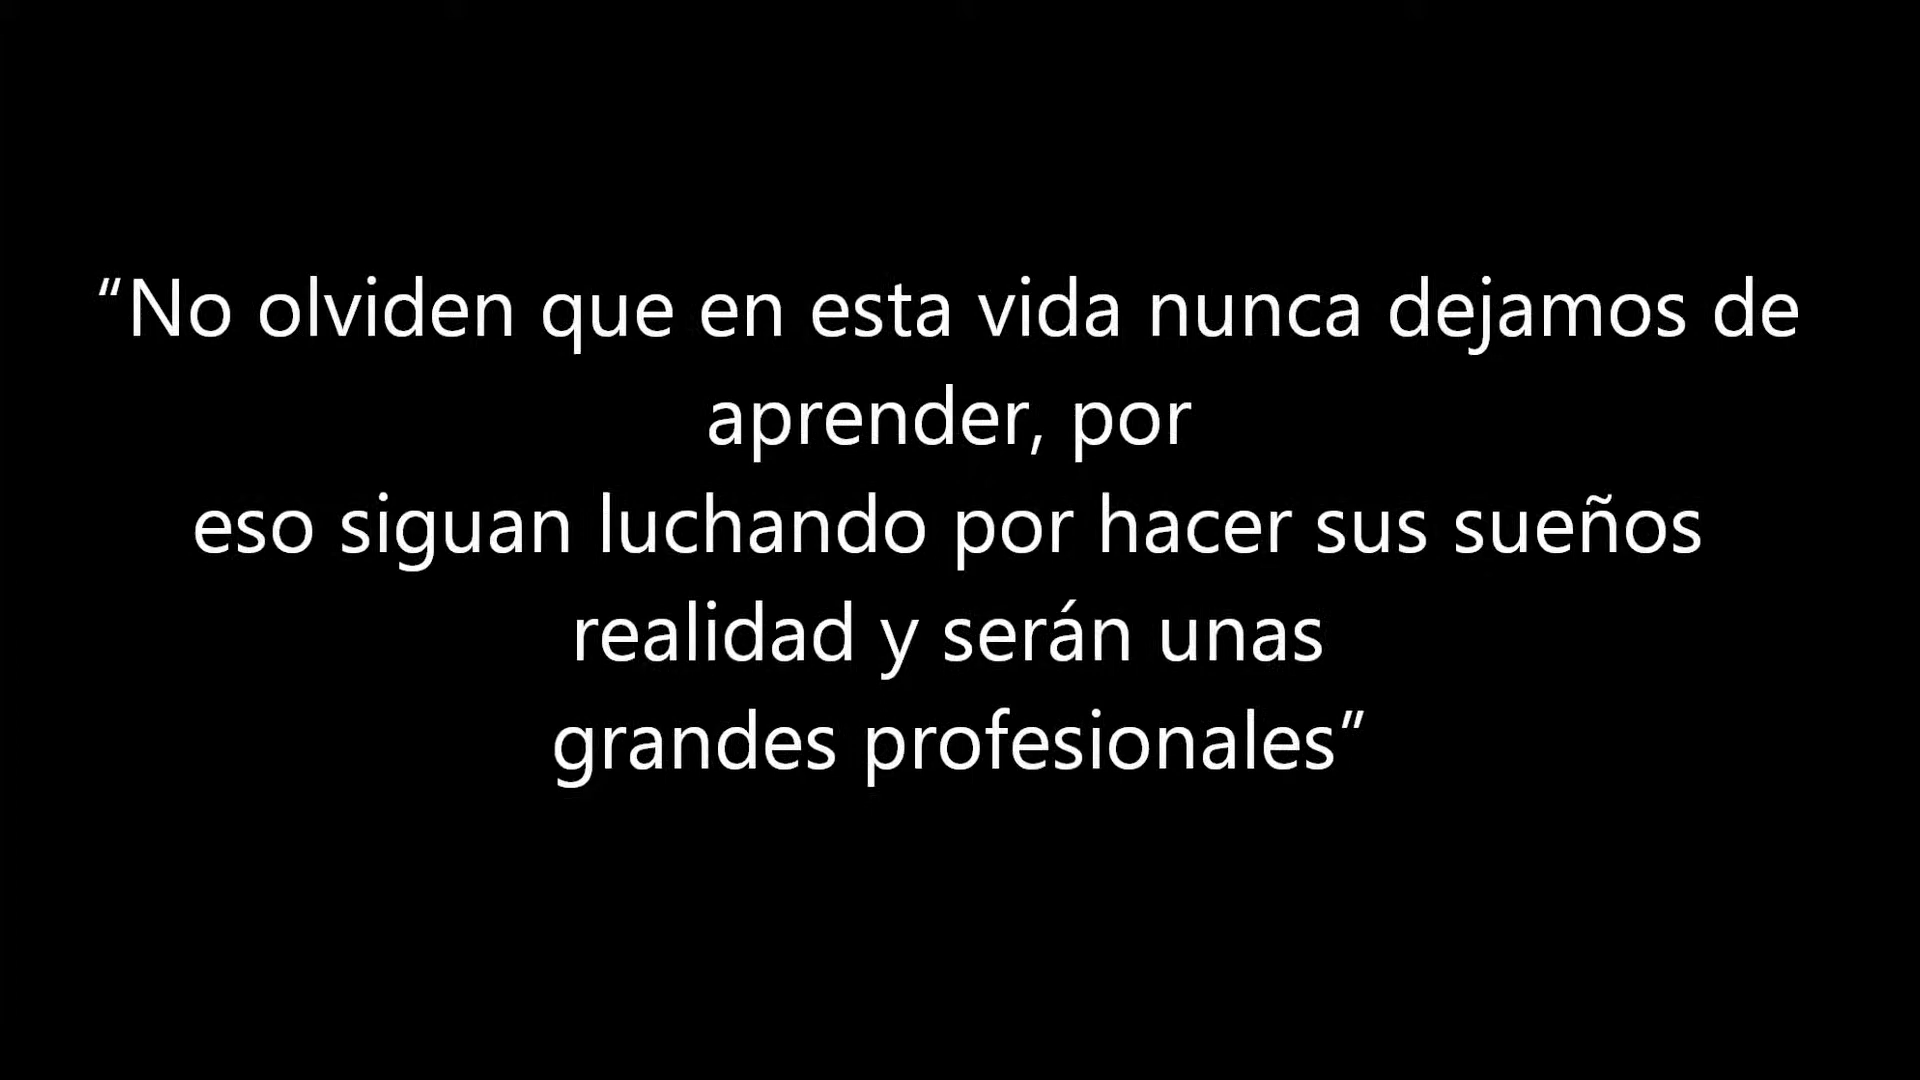 “No olviden que en esta vida nunca dejamos de
aprender, por
eso siguan luchando por hacer sus sueños
realidad y serán unas
grandes profesionales”